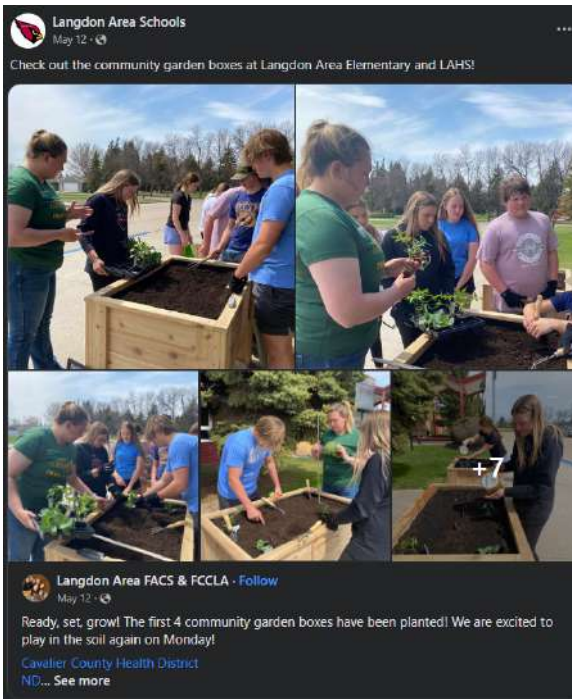 Langdon Area Schools
May 12 ·
Check out the community garden boxes at Langdon Area Elementary and LAHS!
+7
Langdon Area FACS & FCCLA · Follow
May 12 ·
Ready, set, grow! The first 4 community garden boxes have been planted! We are excited to
play in the soil again on Monday!
Cavalier County Health District
ND... See more